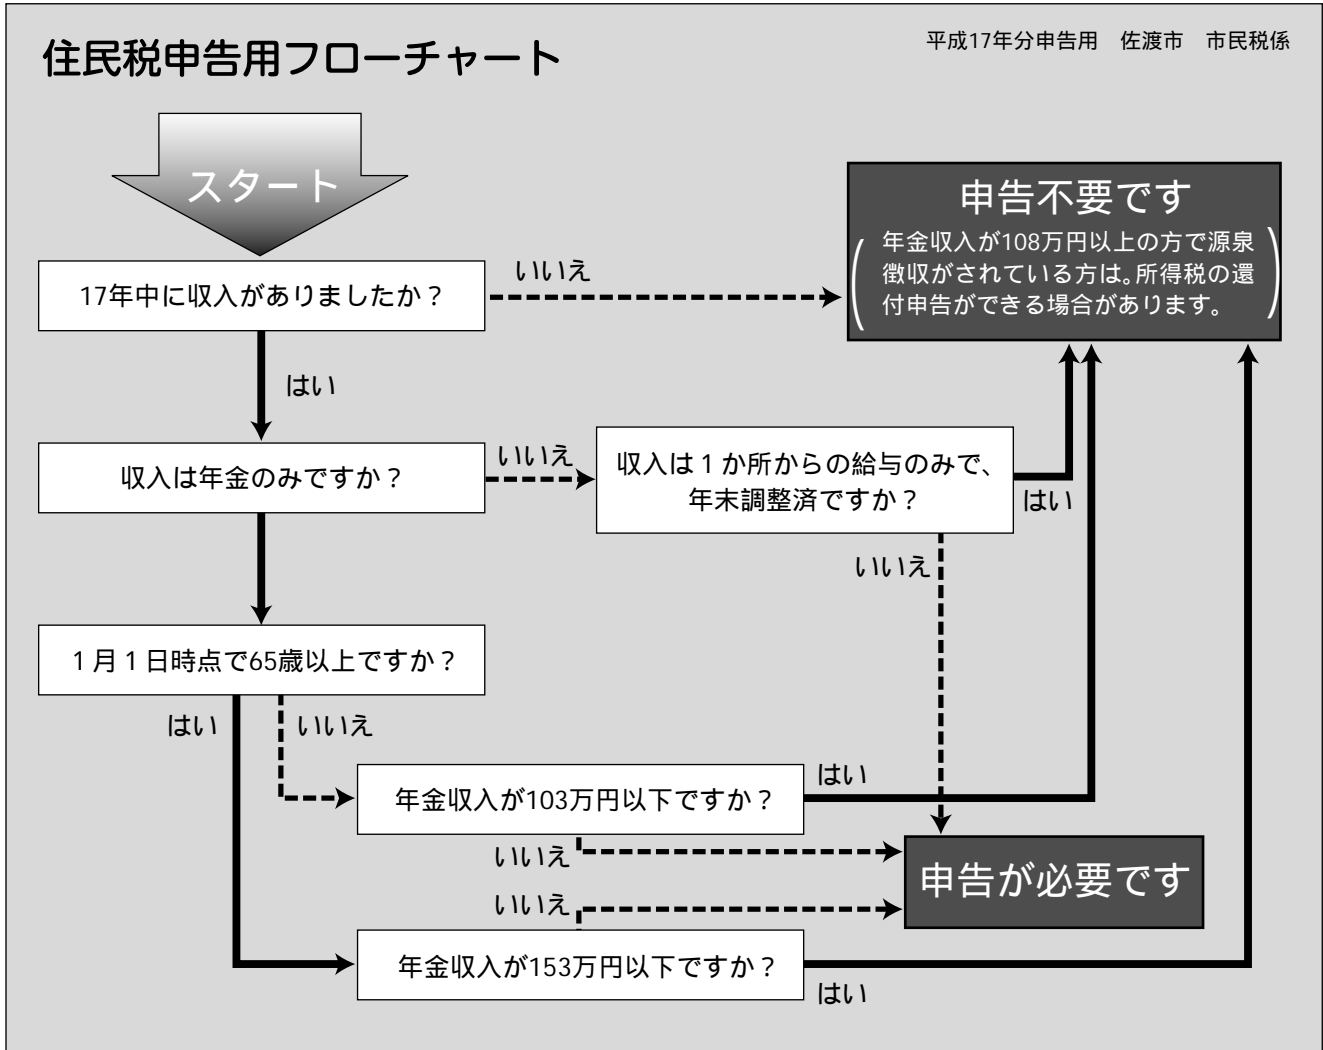 住民税申告用フローチャート
平成17年分申告用　佐渡市　市民税係
スタート
申告不要です
年金収入が108万円以上の方で源泉
徴収がされている方は。所得税の還
付申告ができる場合があります。
17年中に収入がありましたか？
いいえ
はい
収入は年金のみですか？
いいえ
収入は１か所からの給与のみで、
年末調整済ですか？
はい
いいえ
１月１日時点で65歳以上ですか？
はい
いいえ
年金収入が103万円以下ですか？
はい
いいえ
申告が必要です
いいえ
年金収入が153万円以下ですか？
はい